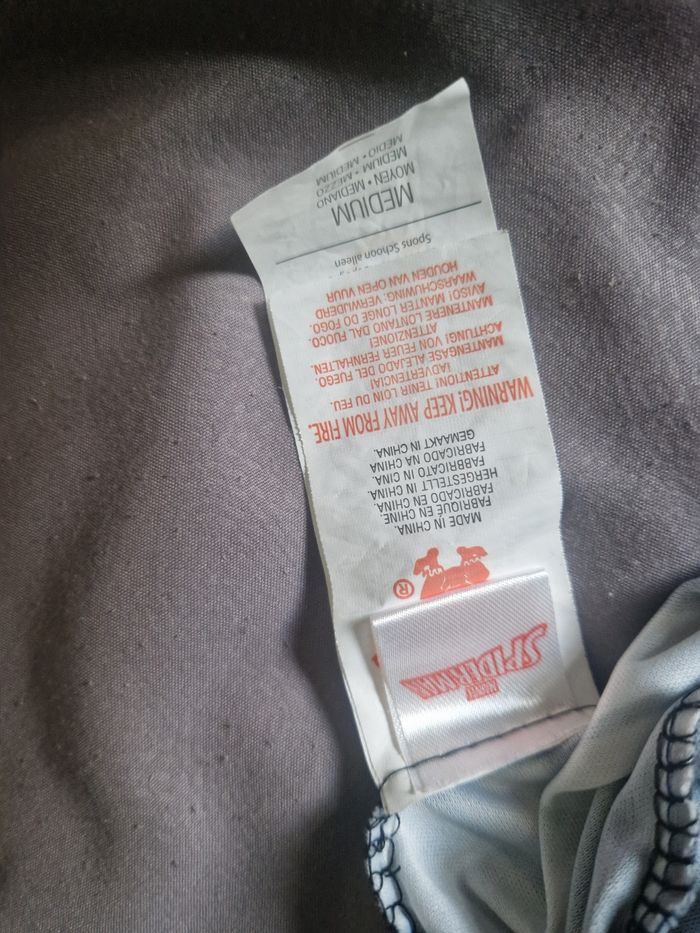 MARVEL
SPIDER-MAN
®
MADE IN CHINA.
FABRIQUÉ EN CHINE.
FABRICADO EN CHINA.
HERGESTELLT IN CHINA.
FABBRICATO IN CINA.
FABRICADO NA CHINA
GEMAAKT IN CHINA.
WARNING! KEEP AWAY FROM FIRE.
ATTENTION! TENIR LOIN DU FEU.
¡ADVERTENCIA!
MANTENGASE ALEJADO DEL FUEGO.
ACHTUNG! VON FEUER FERNHALTEN.
ATTENZIONE!
MANTENERE LONTANO DAL FUOCO.
AVISO! MANTER LONGE DO FOGO.
WAARSCHUWING: VERWIJDERD
HOUDEN VAN OPEN VUUR
Spons Schoon alleen
MEDIUM
MOYEN • MEDIANO
MEDIUM • MEZZO
MEDIO • MEDIUM